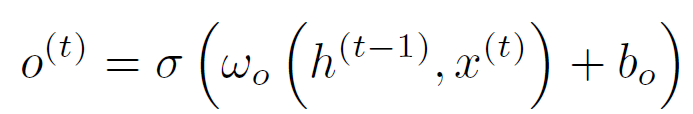 o^{(t)} = σ(ω_o(h^{(t−1)}, x^{(t)}) + b_o)